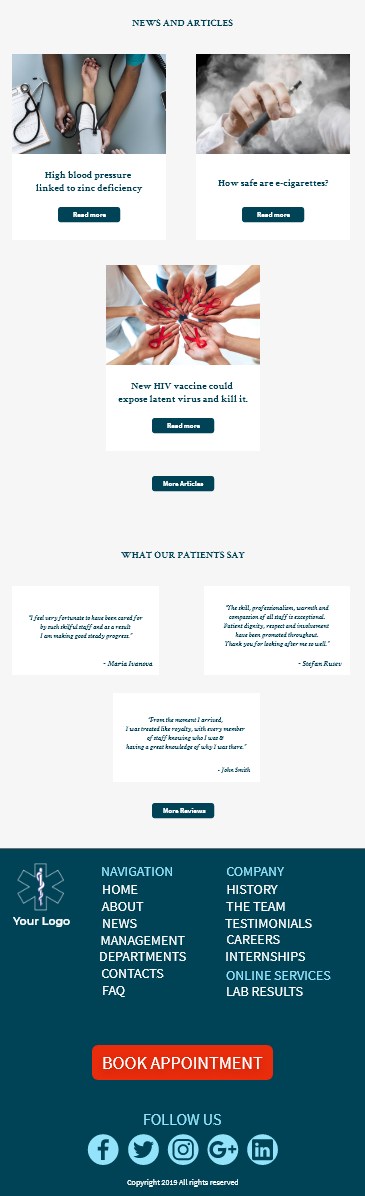 NEWS AND ARTICLES
High blood pressure
linked to zinc deficiency
Read more
How safe are e-cigarettes?
Read more
New HIV vaccine could
expose latent virus and kill it.
Read more
More Articles
WHAT OUR PATIENTS SAY
"I feel very fortunate to have been cared for
by such skilful staff and as a result
I am making good steady progress."
- Maria Ivanova
"The skill, professionalism, warmth and
compassion of all staff is exceptional.
Patient dignity, respect and involvement
have been promoted throughout.
Thank you for looking after me so well."
- Stefan Rusev
"From the moment I arrived,
I was treated like royalty, with every member
of staff knowing who I was &
having a great knowledge of why I was there."
- John Smith
More Reviews
Your Logo
NAVIGATION
HOME
ABOUT
NEWS
MANAGEMENT
DEPARTMENTS
CONTACTS
FAQ
COMPANY
HISTORY
THE TEAM
TESTIMONIALS
CAREERS
INTERNSHIPS
ONLINE SERVICES
LAB RESULTS
BOOK APPOINTMENT
FOLLOW US
Copyright 2019 All rights reserved